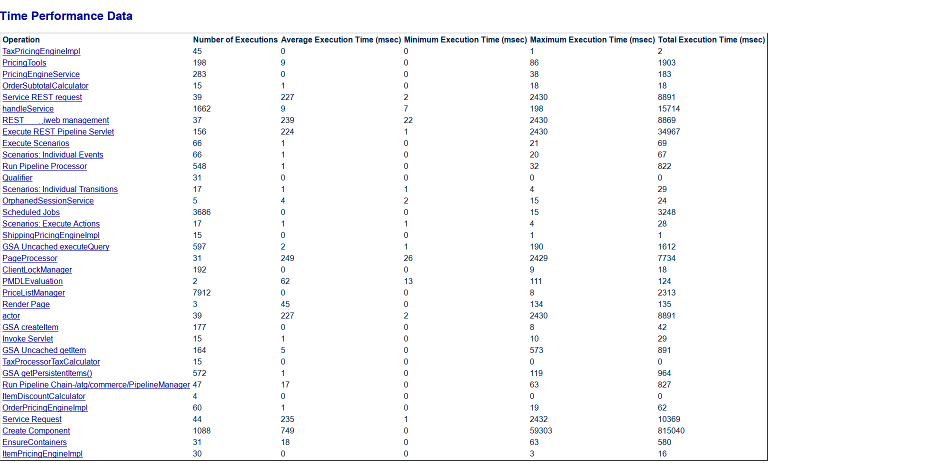 Time Performance Data
Operation Number of Executions Average Execution Time (msec) Minimum Execution Time (msec) Maximum Execution Time (msec) Total Execution Time (msec)
TaxPricingEngineImpl 45 0 0 1 2
PricingTools 198 9 0 86 1903
PricingEngineService 283 0 0 38 183
OrderSubtotalCalculator 15 1 0 18 18
Service REST request 39 227 2 2430 8891
handleService 1662 9 7 198 15714
REST iweb management 37 239 22 2430 8869
Execute REST Pipeline Servlet 156 224 1 2430 34967
Execute Scenarios 66 1 0 21 69
Scenarios: Individual Events 66 1 0 20 67
Run Pipeline Processor 548 1 0 32 822
Qualifier 31 0 0 0 0
Scenarios: Individual Transitions 17 1 1 4 29
OrphanedSessionService 5 4 2 15 24
Scheduled Jobs 3686 0 0 15 3248
Scenarios: Execute Actions 17 1 1 4 28
ShippingPricingEngineImpl 15 0 0 1 1
GSA Uncached executeQuery 597 2 1 190 1612
PageProcessor 31 249 26 2429 7734
ClientLockManager 192 0 0 9 18
PMDLEvaluation 2 62 13 111 124
PriceListManager 7912 0 0 8 2313
Render Page 3 45 0 134 135
actor 39 227 2 2430 8891
GSA createItem 177 0 0 8 42
Invoke Servlet 15 1 0 10 29
GSA Uncached getItem 164 5 0 573 891
TaxProcessorTaxCalculator 15 0 0 0 0
GSA getPersistentItems() 572 1 0 119 964
Run Pipeline Chain-/atg/commerce/PipelineManager 47 17 0 63 827
ItemDiscountCalculator 4 0 0 0 0
OrderPricingEngineImpl 60 1 0 19 62
Service Request 44 235 1 2432 10369
Create Component 1088 749 0 59303 815040
EnsureContainers 31 18 0 63 580
ItemPricingEngineImpl 30 0 0 3 16